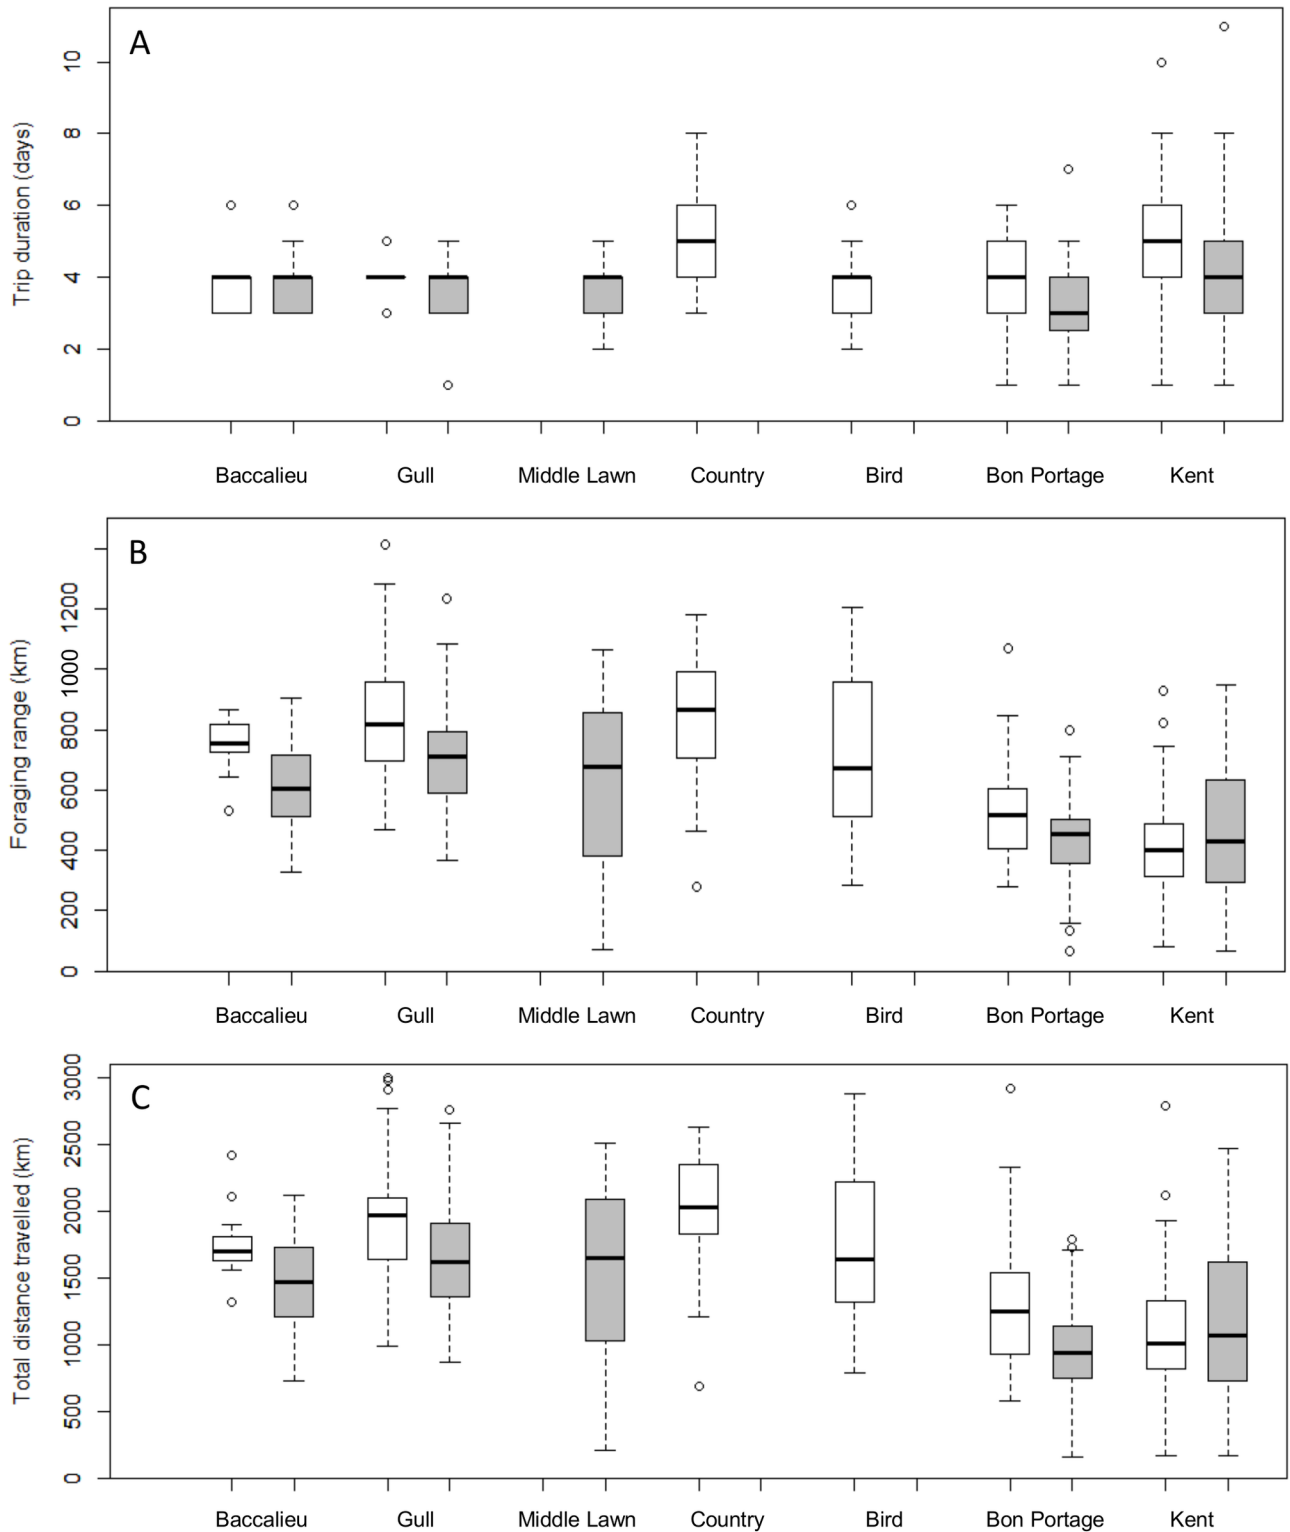 A
Trip duration (days)
10
8
6
4
2
0
Baccalieu Gull Middle Lawn Country Bird Bon Portage Kent
B
Foraging range (km)
1200
1000
800
600
400
200
0
Baccalieu Gull Middle Lawn Country Bird Bon Portage Kent
C
Total distance travelled (km)
3000
2500
2000
1500
1000
500
0
Baccalieu Gull Middle Lawn Country Bird Bon Portage Kent